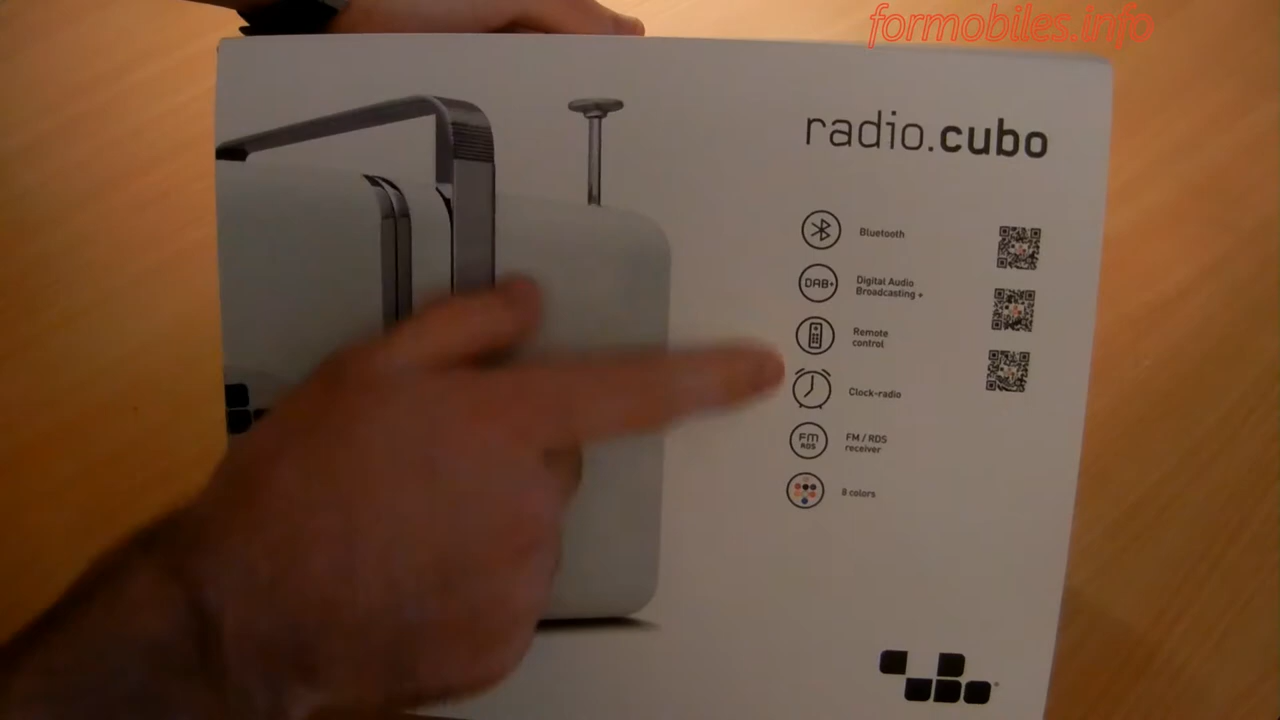 formobiles.info
radio.cubo
Bluetooth
DAB+
Digital Audio
Broadcasting +
Remote
control
Clock-radio
FM
RDS
FM / RDS
receiver
8 colors